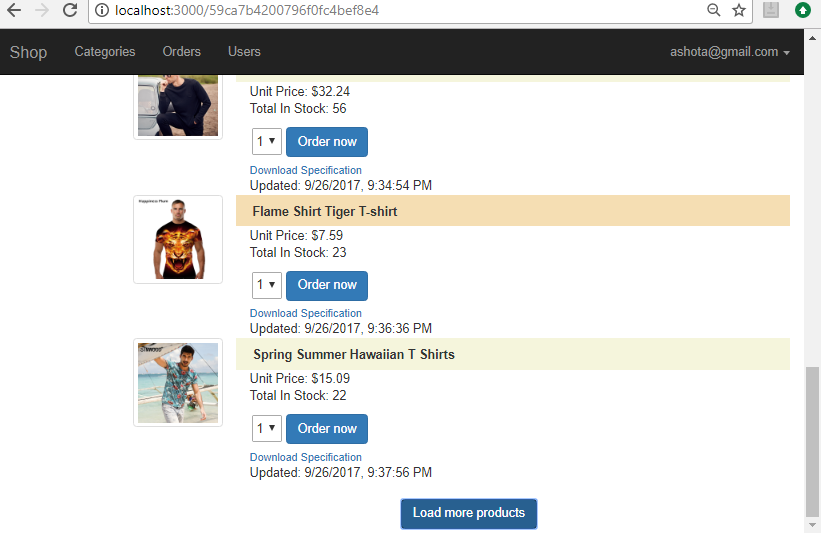 localhost:3000/59ca7b4200796f0fc4bef8e4
Shop Categories Orders Users ashota@gmail.com
Unit Price: $32.24
Total In Stock: 56
1 Order now
Download Specification
Updated: 9/26/2017, 9:34:54 PM
Flame Shirt Tiger T-shirt
Unit Price: $7.59
Total In Stock: 23
1 Order now
Download Specification
Updated: 9/26/2017, 9:36:36 PM
Spring Summer Hawaiian T Shirts
Unit Price: $15.09
Total In Stock: 22
1 Order now
Download Specification
Updated: 9/26/2017, 9:37:56 PM
Load more products